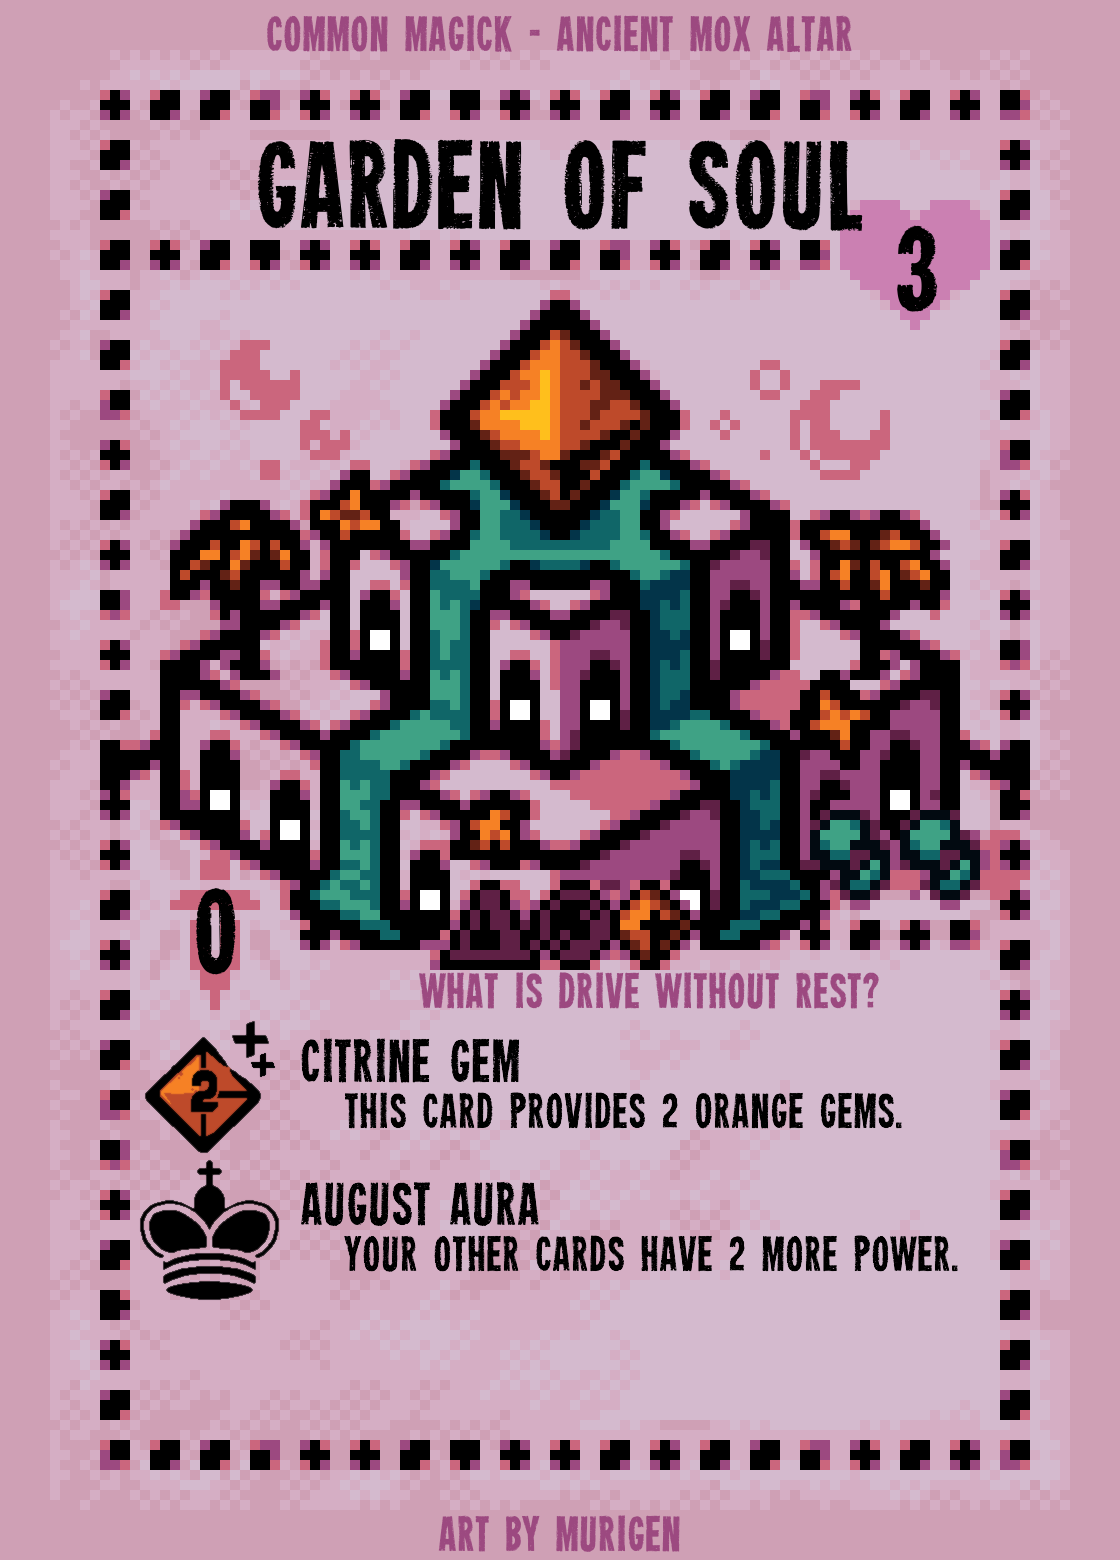 COMMON MAGICK - ANCIENT MOX ALTAR
GARDEN OF SOUL
3
0
WHAT IS DRIVE WITHOUT REST?
2
CITRINE GEM
THIS CARD PROVIDES 2 ORANGE GEMS.
AUGUST AURA
YOUR OTHER CARDS HAVE 2 MORE POWER.
ART BY MURIGEN